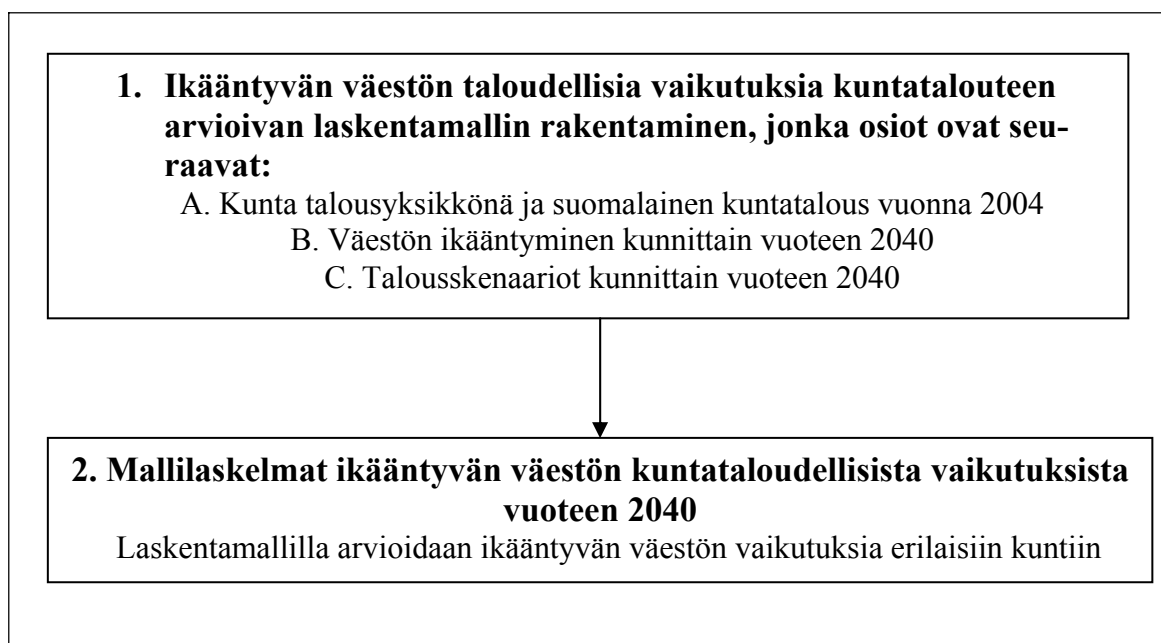 1. Ikääntyvän väestön taloudellisia vaikutuksia kuntatalouteen
arvioivan laskentamallin rakentaminen, jonka osiot ovat seu-
raavat:
A. Kunta talousyksikkönä ja suomalainen kuntatalous vuonna 2004
B. Väestön ikääntyminen kunnittain vuoteen 2040
C. Talousskenaariot kunnittain vuoteen 2040
2. Mallilaskelmat ikääntyvän väestön kuntataloudellisista vaikutuksista
vuoteen 2040
Laskentamallilla arvioidaan ikääntyvän väestön vaikutuksia erilaisiin kuntiin